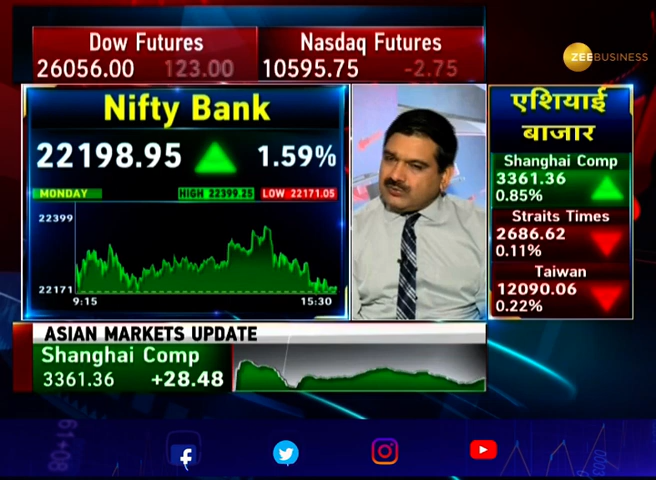 Dow Futures
26056.00 123.00
Nasdaq Futures
10595.75 -2.75
ZEEBUSINESS
Nifty Bank
22198.95 1.59%
MONDAY HIGH 22399.25 LOW 22171.05
22399
22171
9:15 15:30
एशियाई
बाजार
Shanghai Comp
3361.36
0.85%
Straits Times
2686.62
0.11%
Taiwan
12090.06
0.22%
ASIAN MARKETS UPDATE
Shanghai Comp
3361.36 +28.48